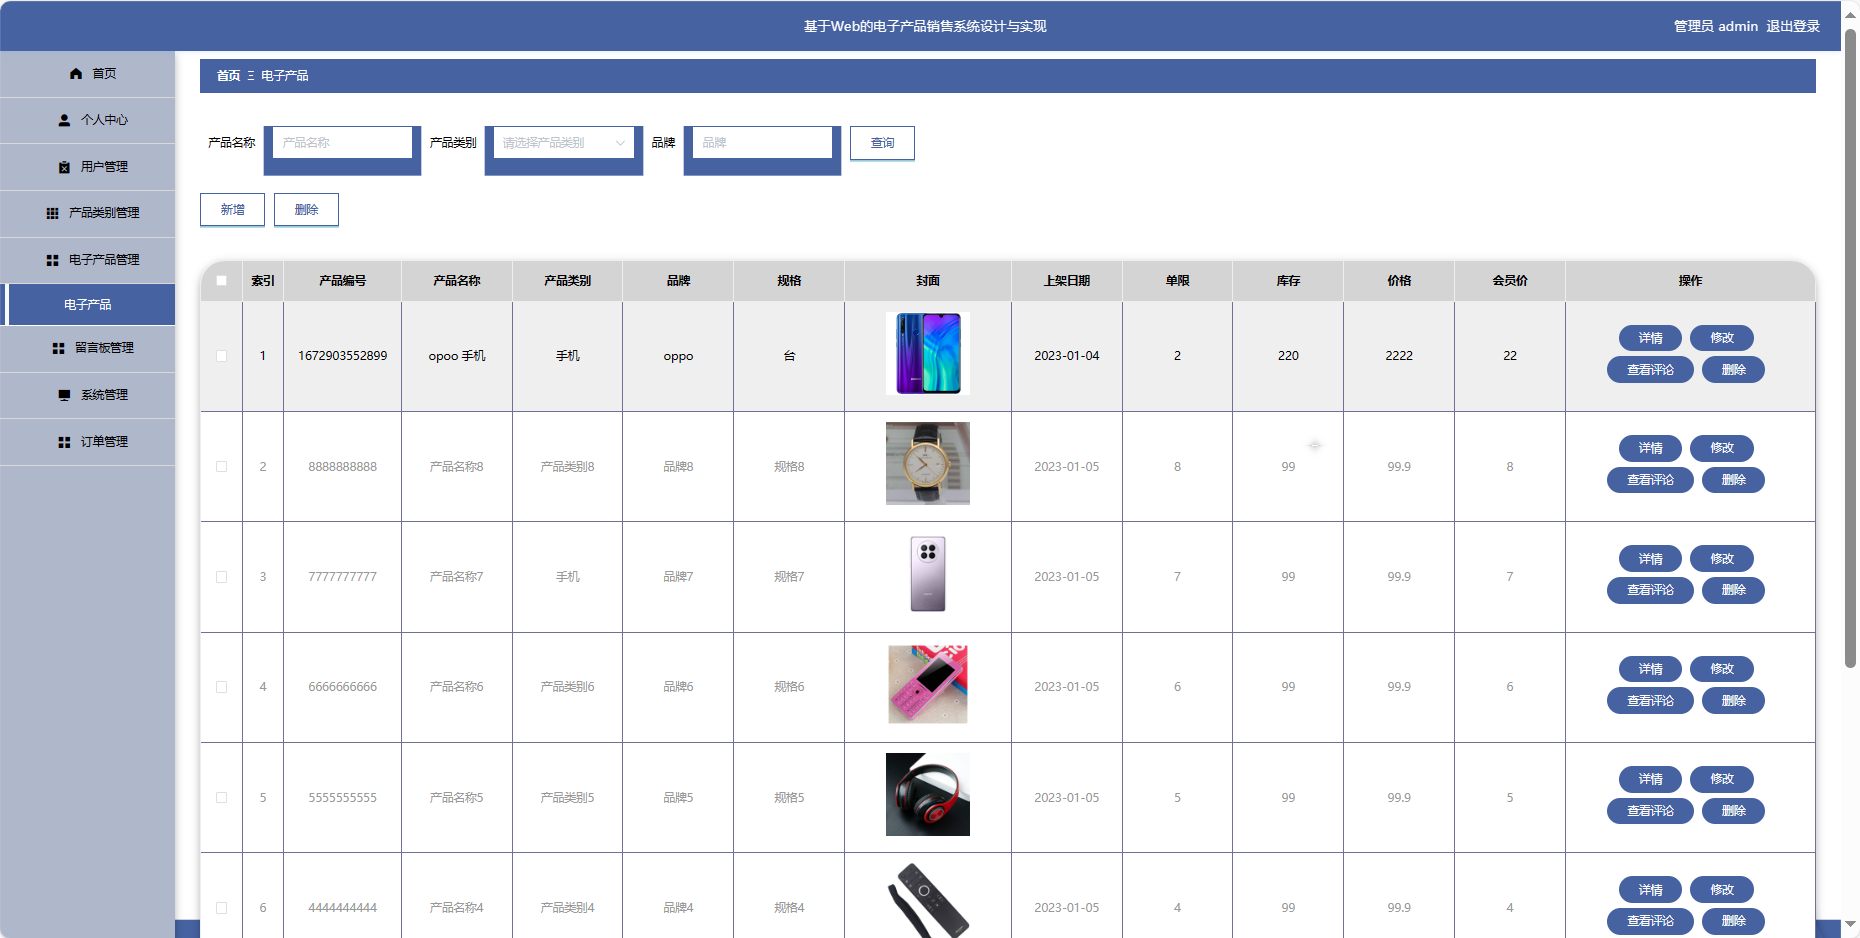 基于Web的电子产品销售系统设计与实现
管理员 admin 退出登录
首页
个人中心
用户管理
产品类别管理
电子产品管理
电子产品
留言板管理
系统管理
订单管理
首页 Ξ 电子产品
产品名称 产品名称 产品类别 请选择产品类别 品牌 品牌 查询
新增 删除
索引 产品编号 产品名称 产品类别 品牌 规格 封面 上架日期 单限 库存 价格 会员价 操作
1 1672903552899 opoo 手机 手机 oppo 台 2023-01-04 2 220 2222 22 详情 修改
查看评论 删除
2 8888888888 产品名称8 产品类别8 品牌8 规格8 2023-01-05 8 99 99.9 8 详情 修改
查看评论 删除
3 7777777777 产品名称7 手机 品牌7 规格7 2023-01-05 7 99 99.9 7 详情 修改
查看评论 删除
4 6666666666 产品名称6 产品类别6 品牌6 规格6 2023-01-05 6 99 99.9 6 详情 修改
查看评论 删除
5 5555555555 产品名称5 产品类别5 品牌5 规格5 2023-01-05 5 99 99.9 5 详情 修改
查看评论 删除
6 4444444444 产品名称4 产品类别4 品牌4 规格4 2023-01-05 4 99 99.9 4 详情 修改
查看评论 删除